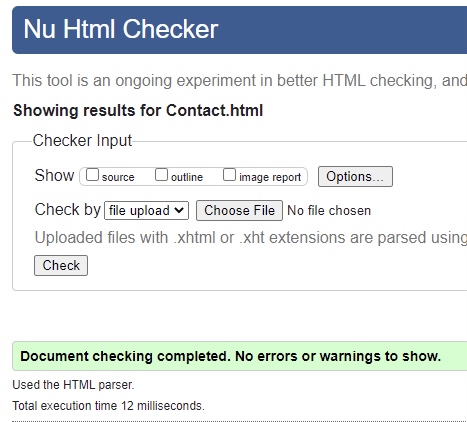 Nu Html Checker
This tool is an ongoing experiment in better HTML checking, and
Showing results for Contact.html
Checker Input
Show source outline image report Options...
Check by file upload Choose File No file chosen
Uploaded files with .xhtml or .xht extensions are parsed using
Check
Document checking completed. No errors or warnings to show.
Used the HTML parser.
Total execution time 12 milliseconds.